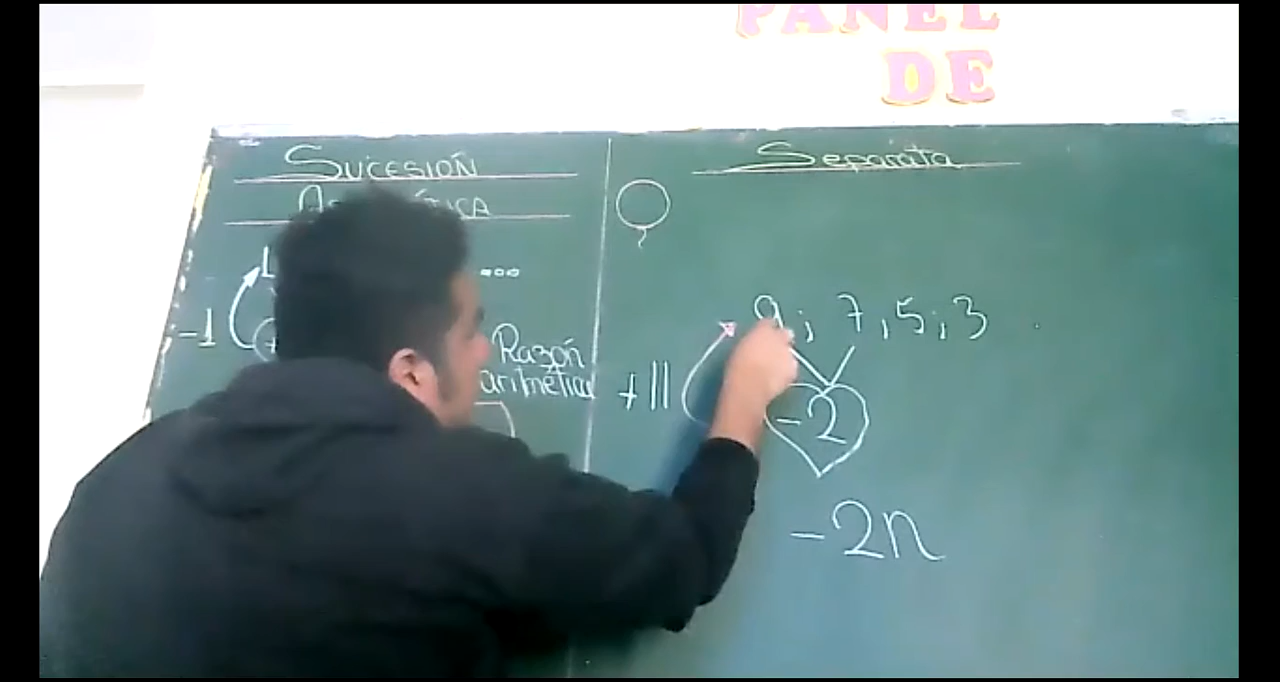 PANEL
DE
SUCESIÓN
Separata
...
-1
9; 7; 5; 3
Razón
aritmética
+11
-2
-2n